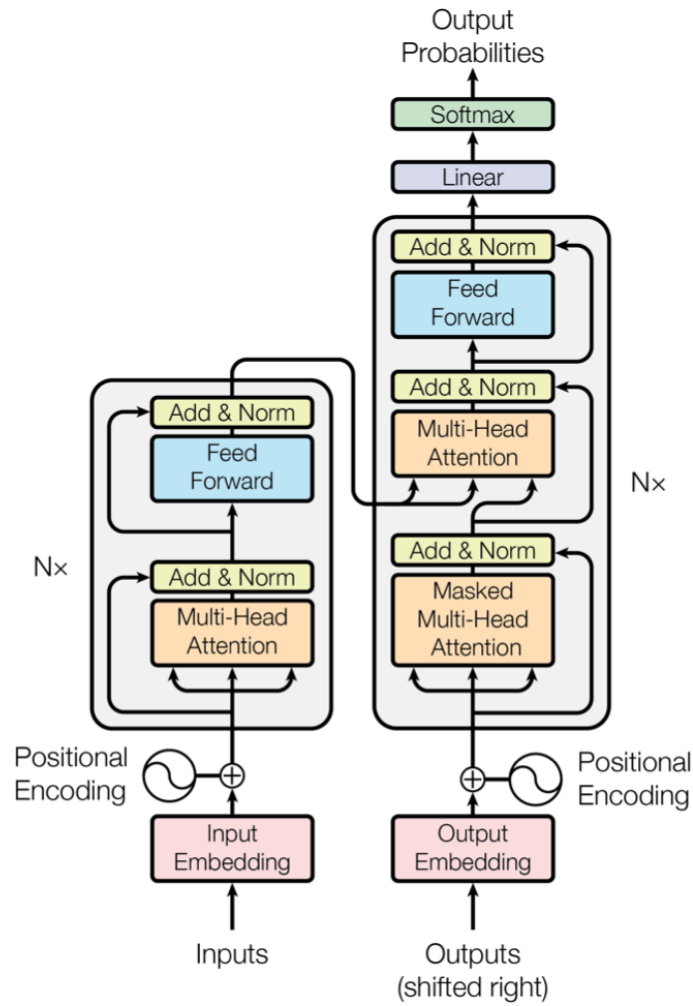 Output
Probabilities
Softmax
Linear
Add & Norm
Feed
Forward
Add & Norm
Multi-Head
Attention
Add & Norm
Masked
Multi-Head
Attention
N×
Add & Norm
Feed
Forward
Add & Norm
Multi-Head
Attention
N×
Positional
Encoding
Positional
Encoding
Input
Embedding
Output
Embedding
Inputs
Outputs
(shifted right)